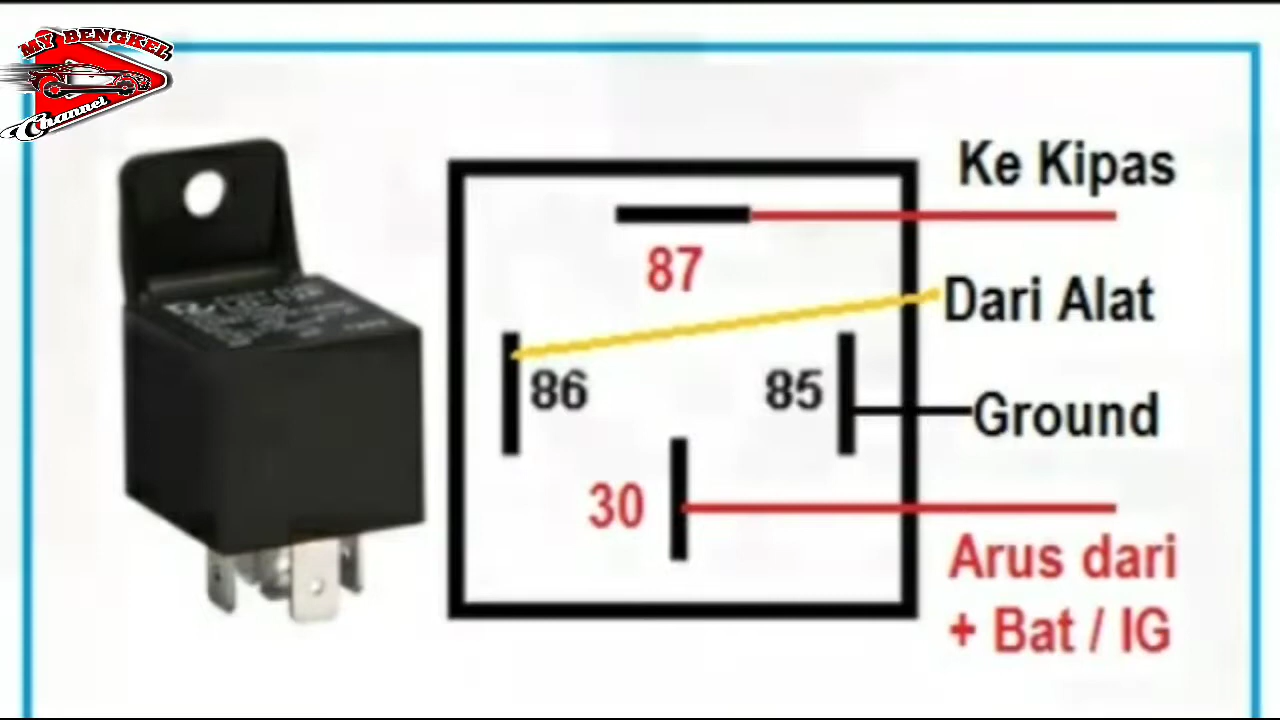 MY BENGKEL
Channel
Ke Kipas
87
Dari Alat
86
85
Ground
30
Arus dari
+ Bat / IG